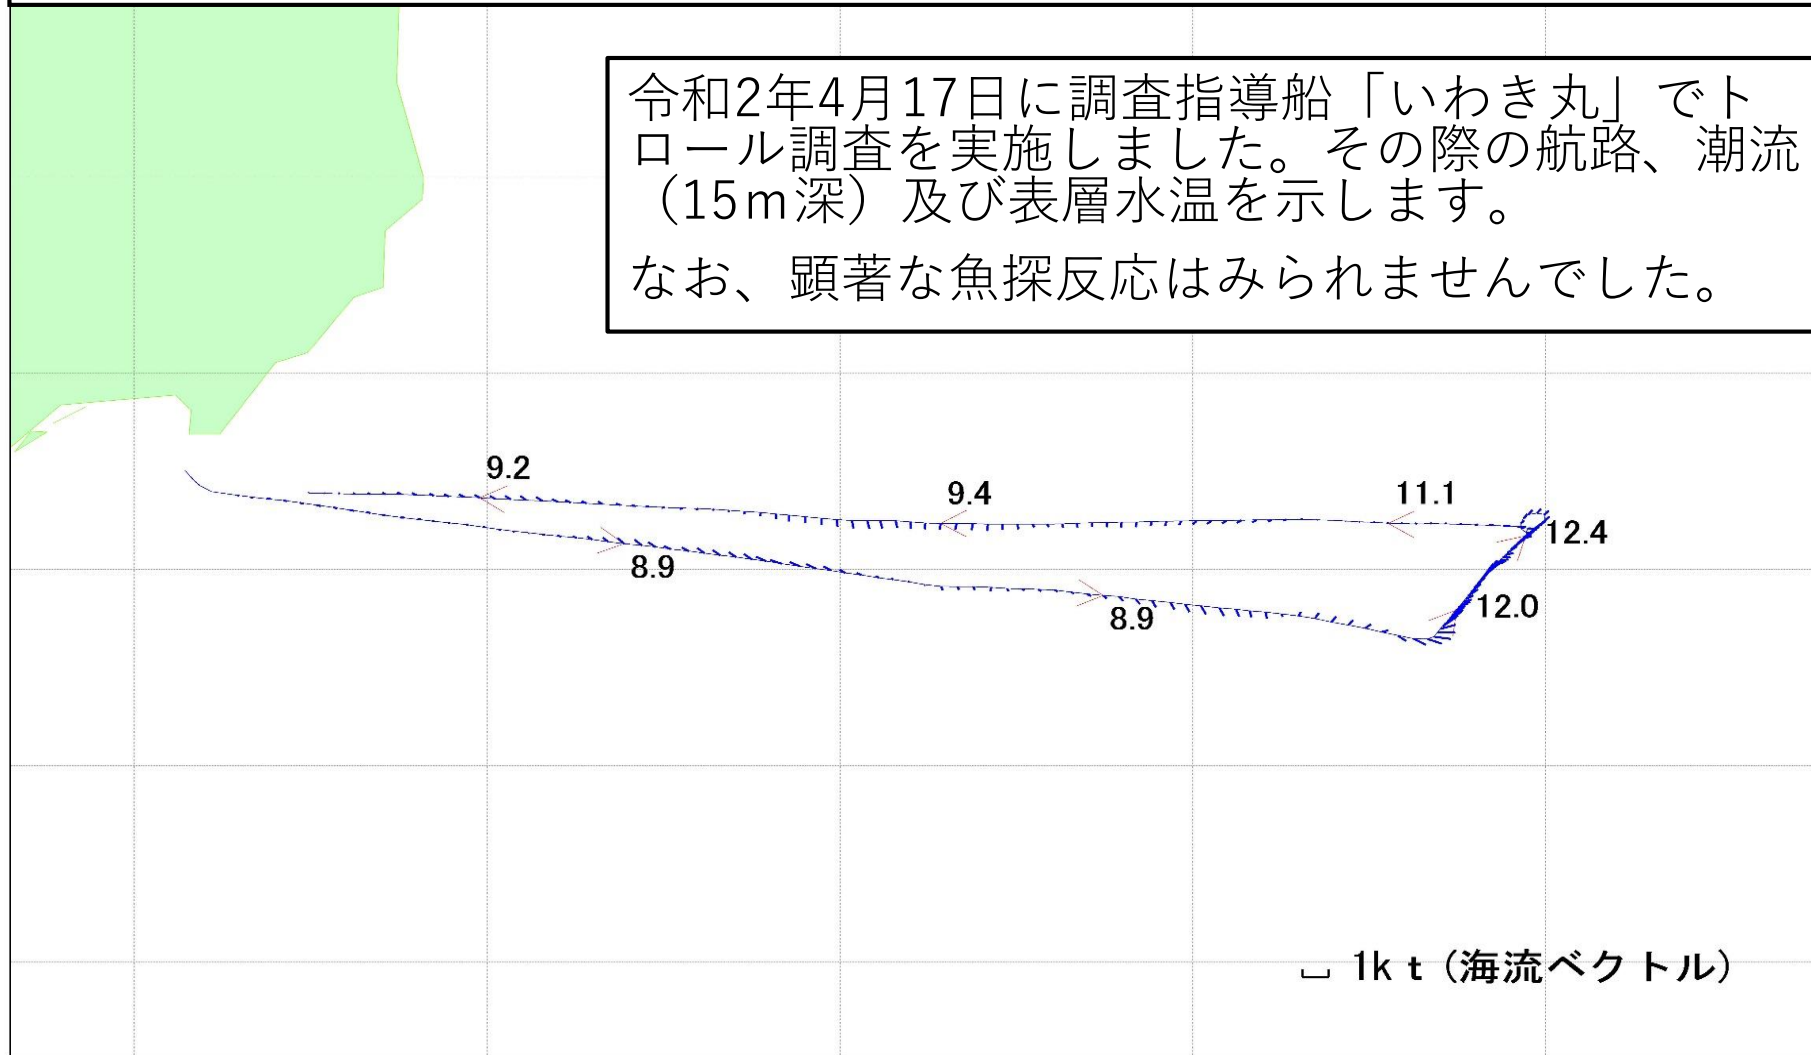 令和2年4月17日に調査指導船「いわき丸」でト
ロール調査を実施しました。その際の航路、潮流
（15ｍ深）及び表層水温を示します。
なお、顕著な魚探反応はみられませんでした。
9.2
9.4
11.1
12.4
8.9
8.9
12.0
1kt（海流ベクトル）